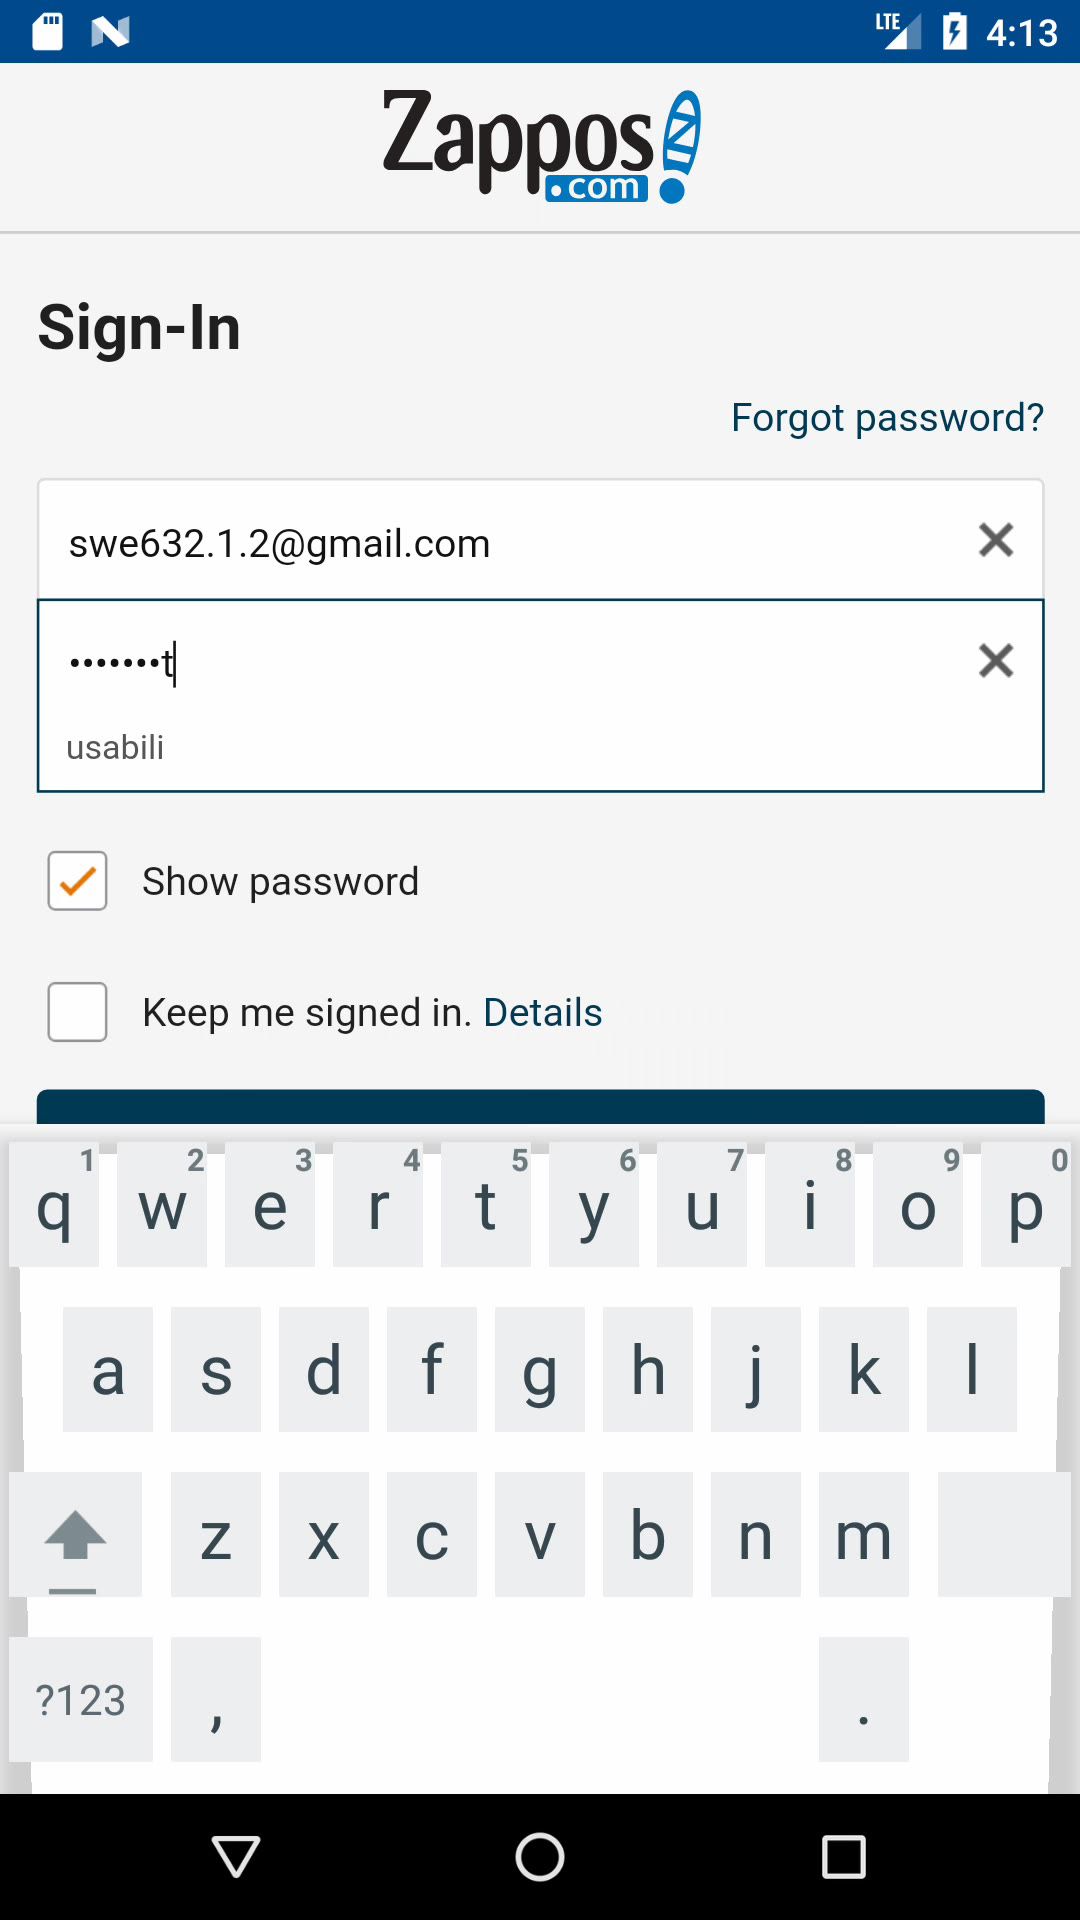 LTE 4:13
Zappos
.com
Sign-In
Forgot password?
swe632.1.2@gmail.com
•••••••t
usabili
Show password
Keep me signed in. Details
1 2 3 4 5 6 7 8 9 0
q w e r t y u i o p
a s d f g h j k l
z x c v b n m
?123 , .